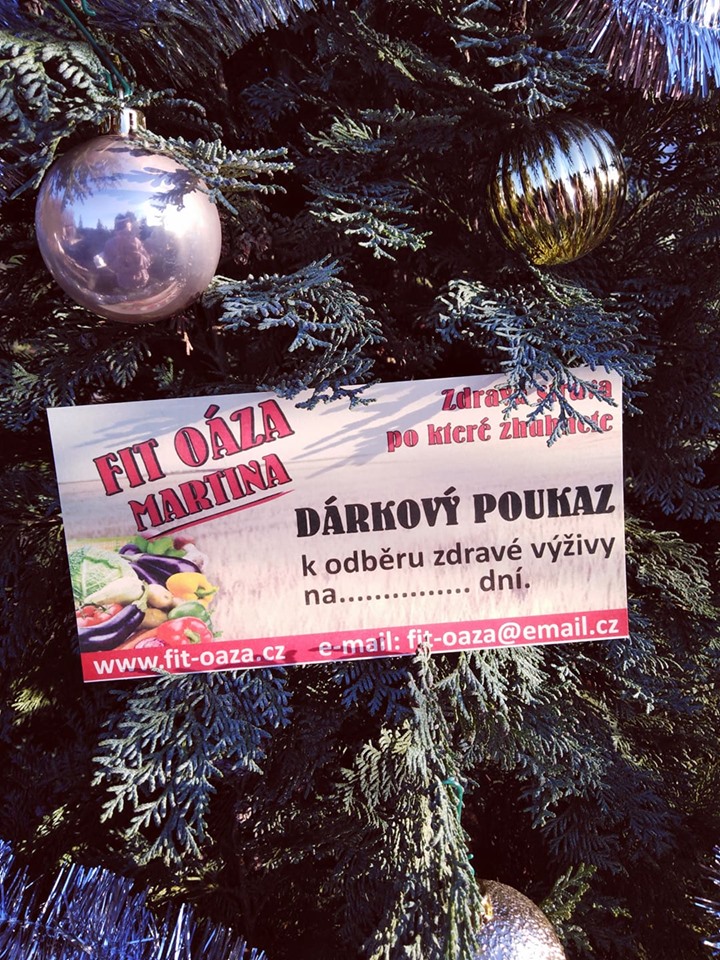 FIT OÁZA
MARTINA
Zdravá strava
po které zhubnete
DÁRKOVÝ POUKAZ
k odběru zdravé výživy
na............... dní.
www.fit-oaza.cz e-mail: fit-oaza@email.cz